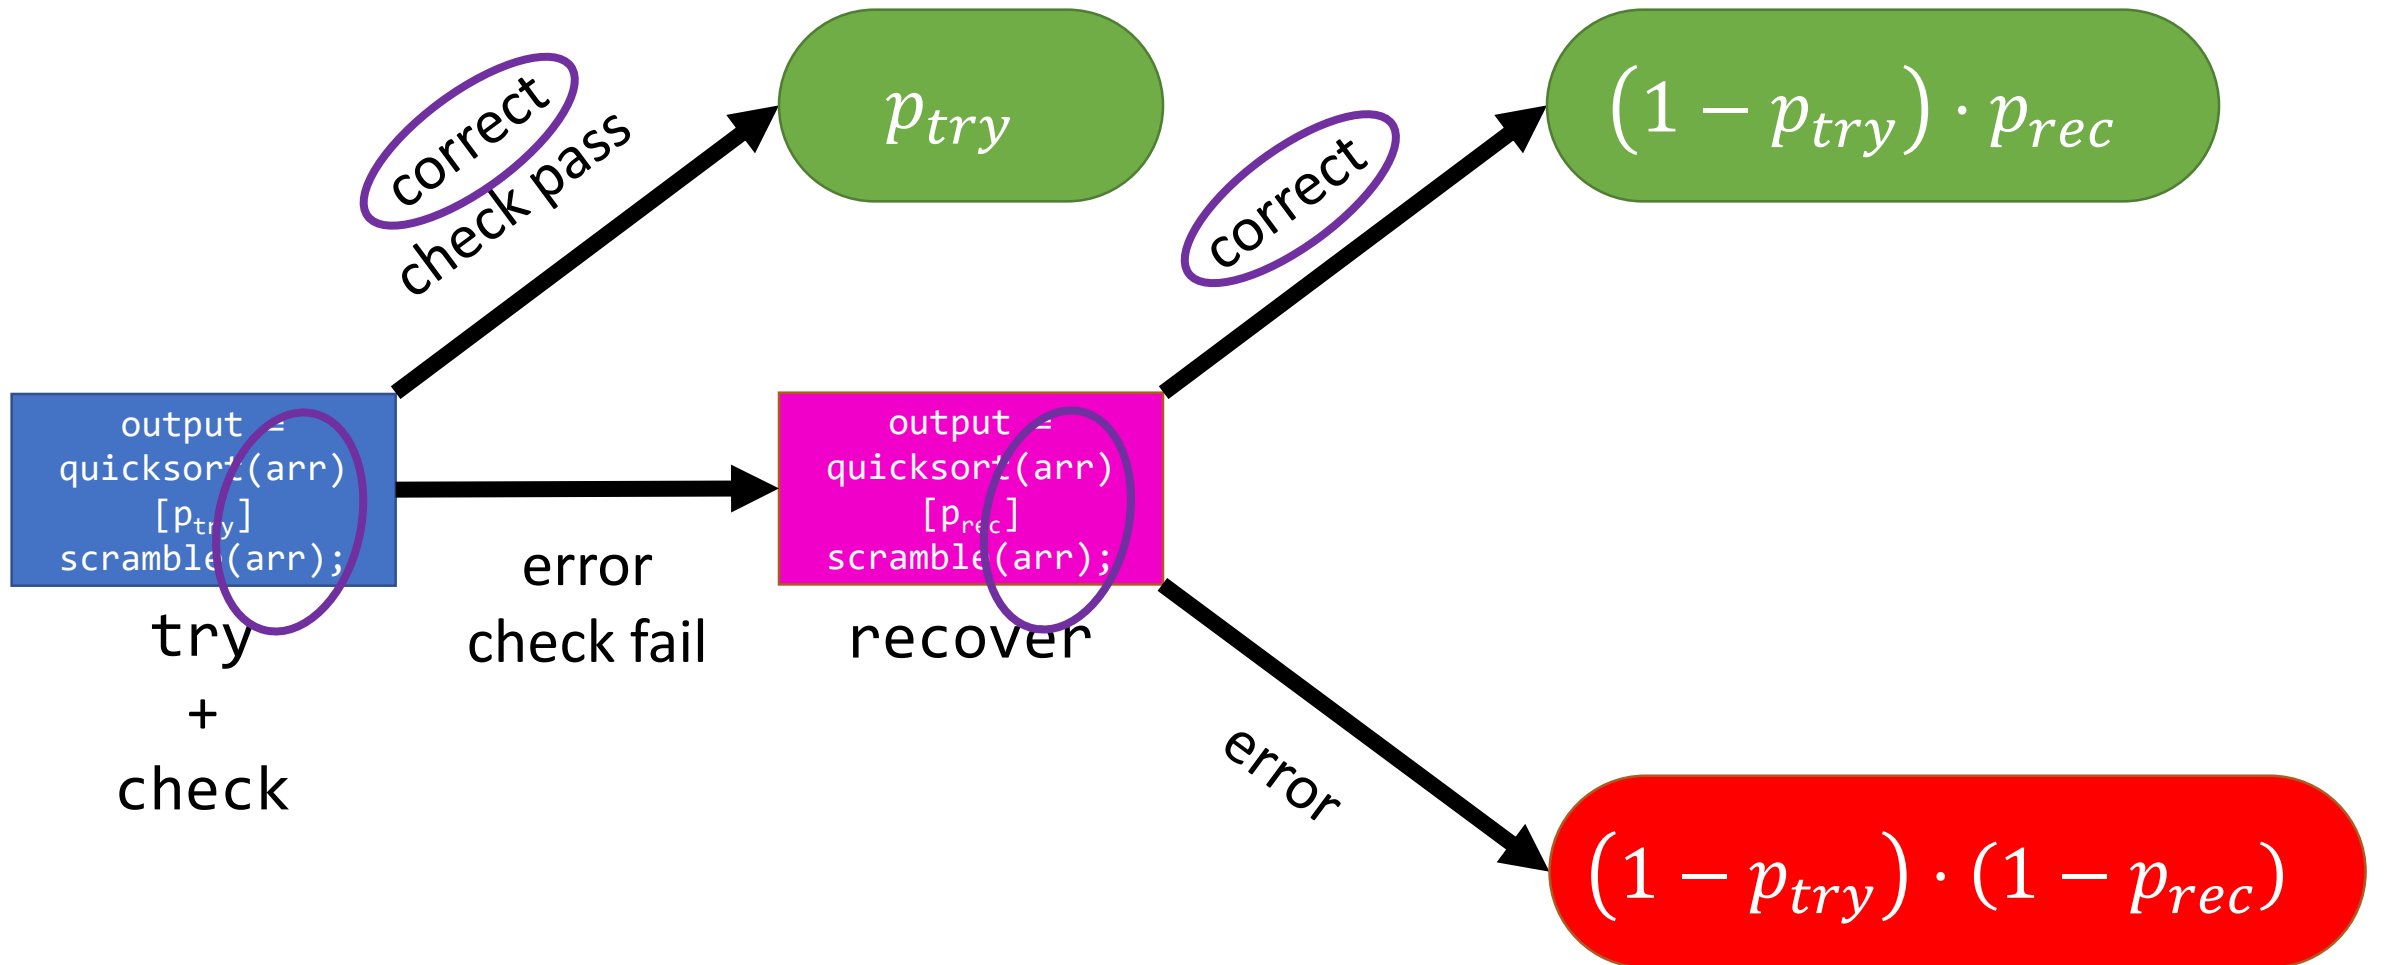 correct
check pass
p_try
correct
(1 − p_try) · p_rec
output =
quicksort(arr)
[p_try]
scramble(arr);
try
+
check
error
check fail
output =
quicksort(arr)
[p_rec]
scramble(arr);
recover
error
(1 − p_try) · (1 − p_rec)